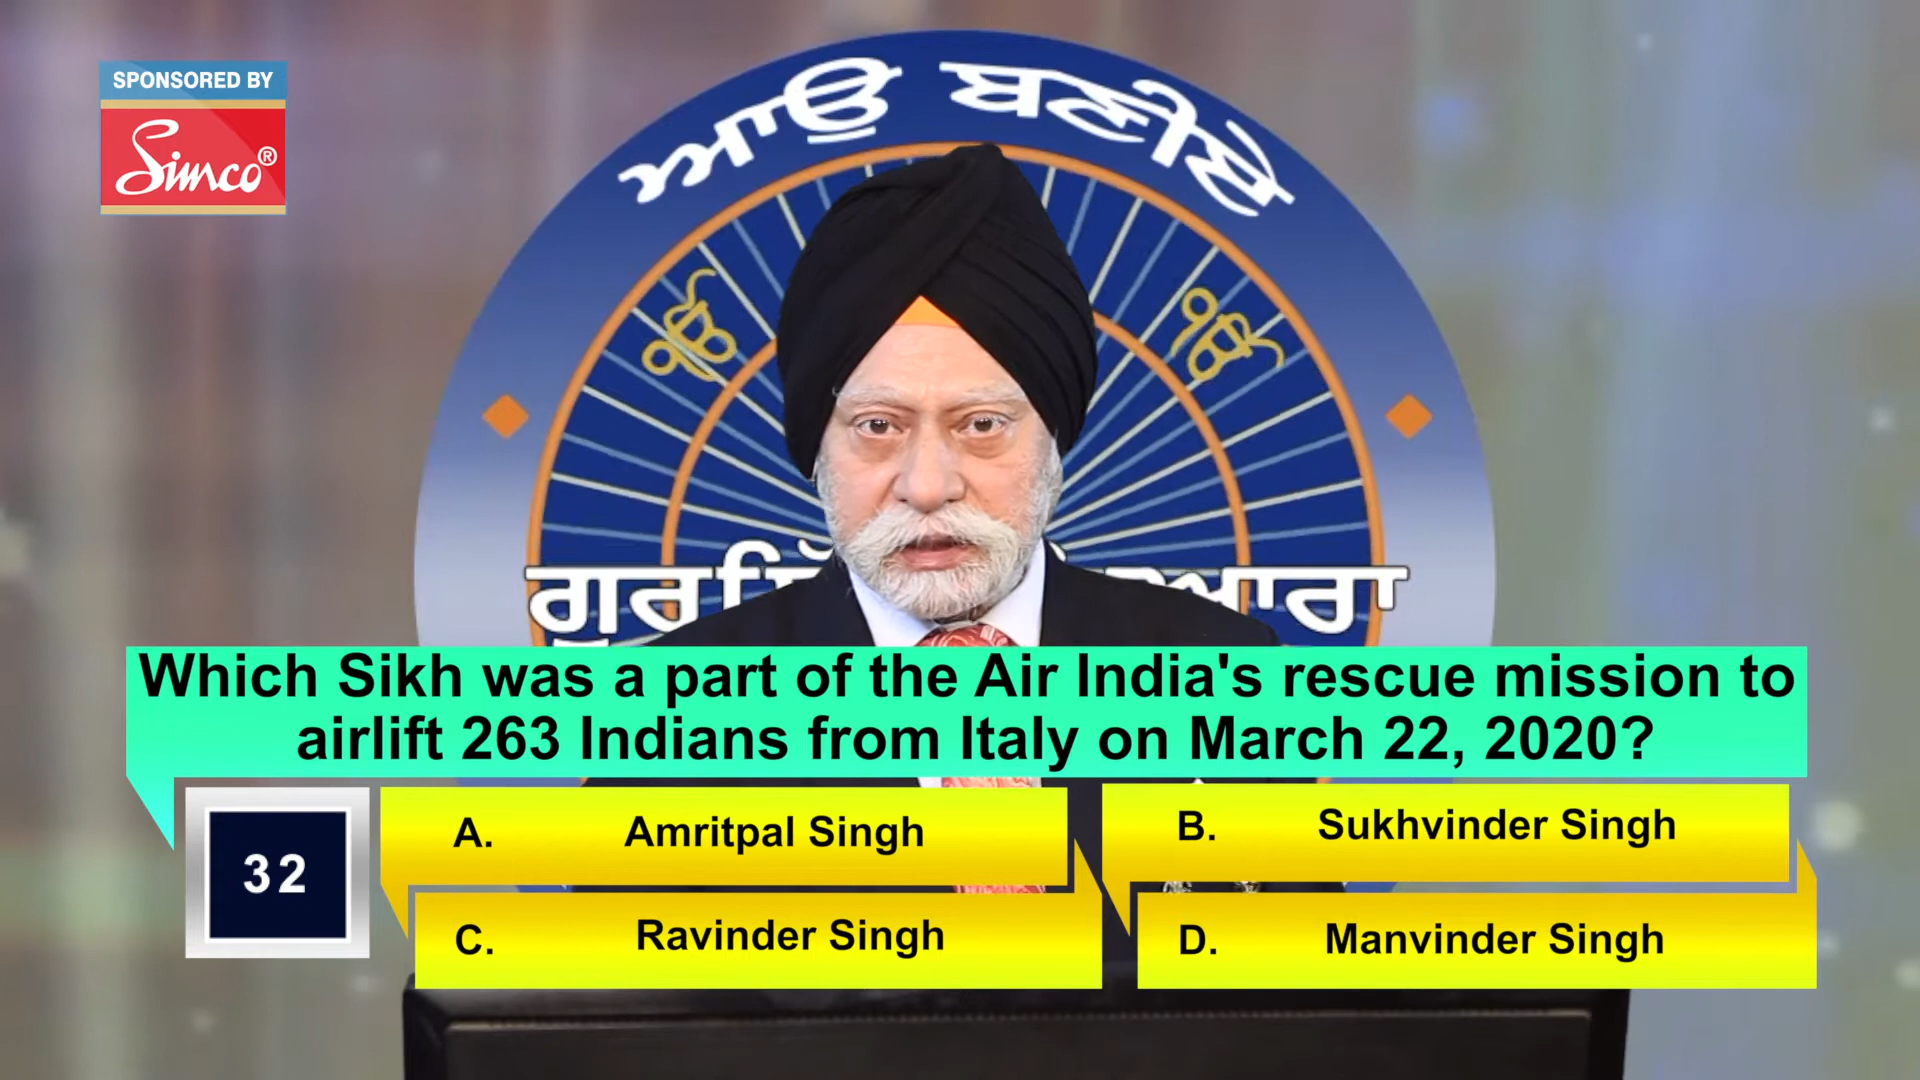 SPONSORED BY
Simco®
ਆਉ ਬਣੀਏ
Which Sikh was a part of the Air India's rescue mission to
airlift 263 Indians from Italy on March 22, 2020?
32
A. Amritpal Singh
B. Sukhvinder Singh
C. Ravinder Singh
D. Manvinder Singh